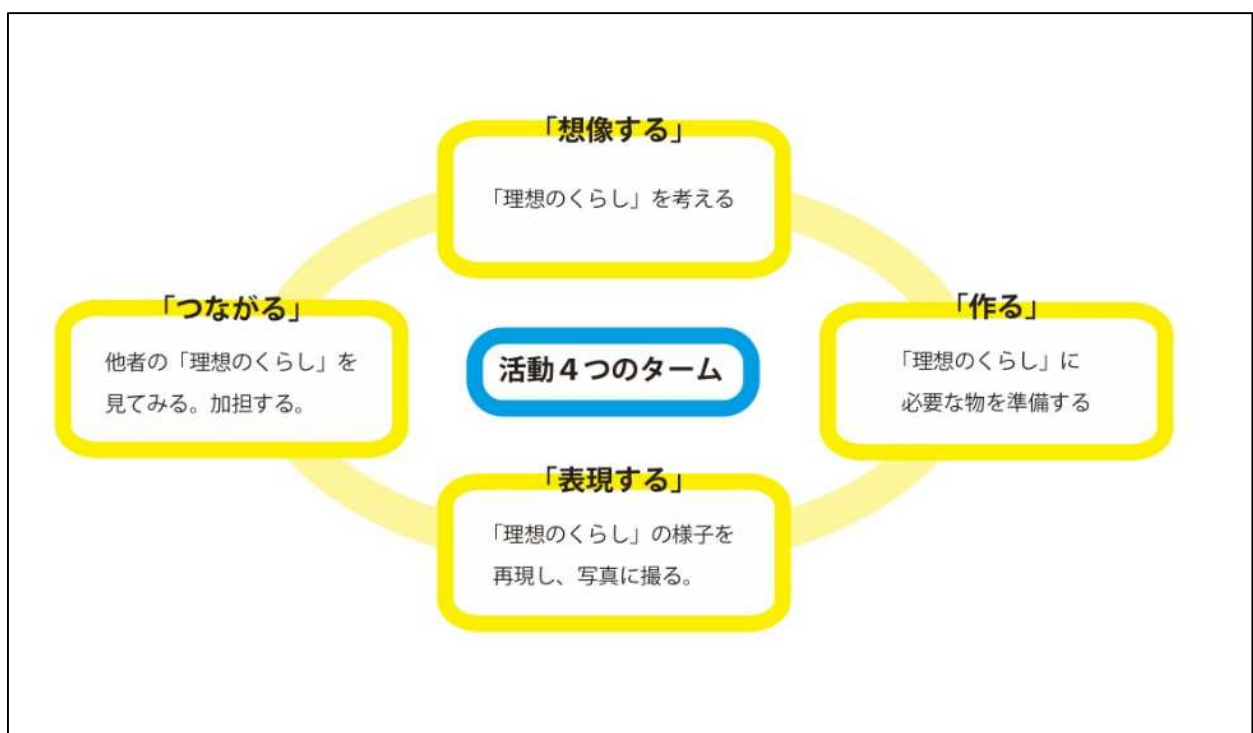 「想像する」
「理想のくらし」を考える
「つながる」
他者の「理想のくらし」を
見てみる。加担する。
活動４つのターム
「作る」
「理想のくらし」に
必要な物を準備する
「表現する」
「理想のくらし」の様子を
再現し、写真に撮る。